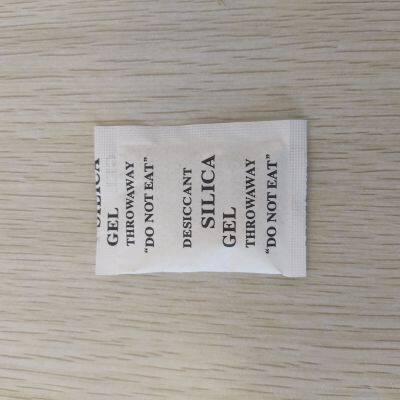 SILICA
GEL
THROWAWAY
"DO NOT EAT"
DESICCANT
SILICA
GEL
THROWAWAY
"DO NOT EAT"